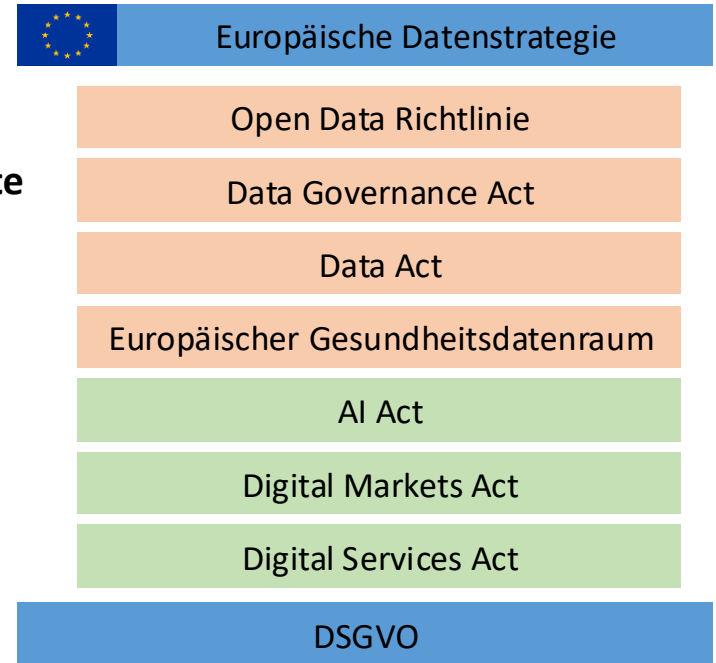 Europäische Datenstrategie
Open Data Richtlinie
te
Data Governance Act
Data Act
Europäischer Gesundheitsdatenraum
AI Act
Digital Markets Act
Digital Services Act
DSGVO